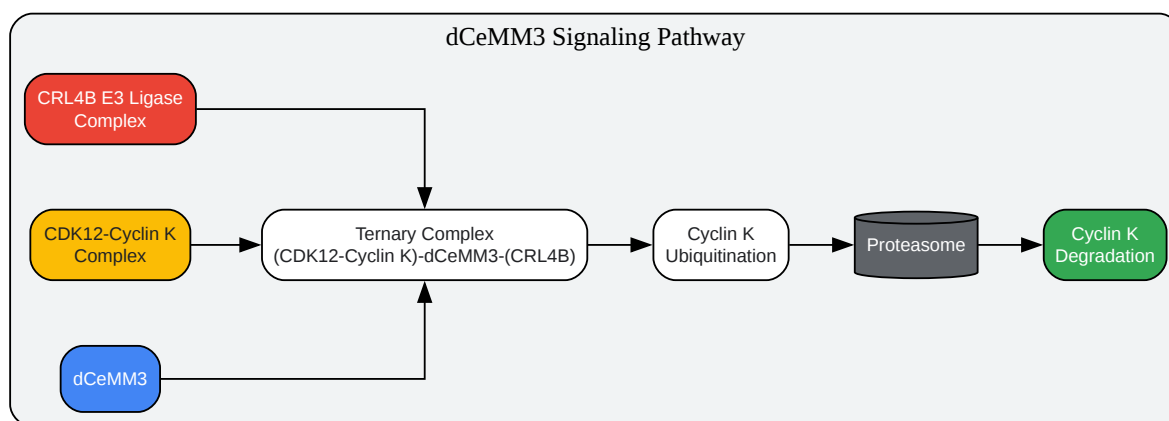 dCeMM3 Signaling Pathway
CRL4B E3 Ligase
Complex
CDK12-Cyclin K
Complex
Ternary Complex
(CDK12-Cyclin K)-dCeMM3-(CRL4B)
Cyclin K
Ubiquitination
Proteasome
Cyclin K
Degradation
dCeMM3